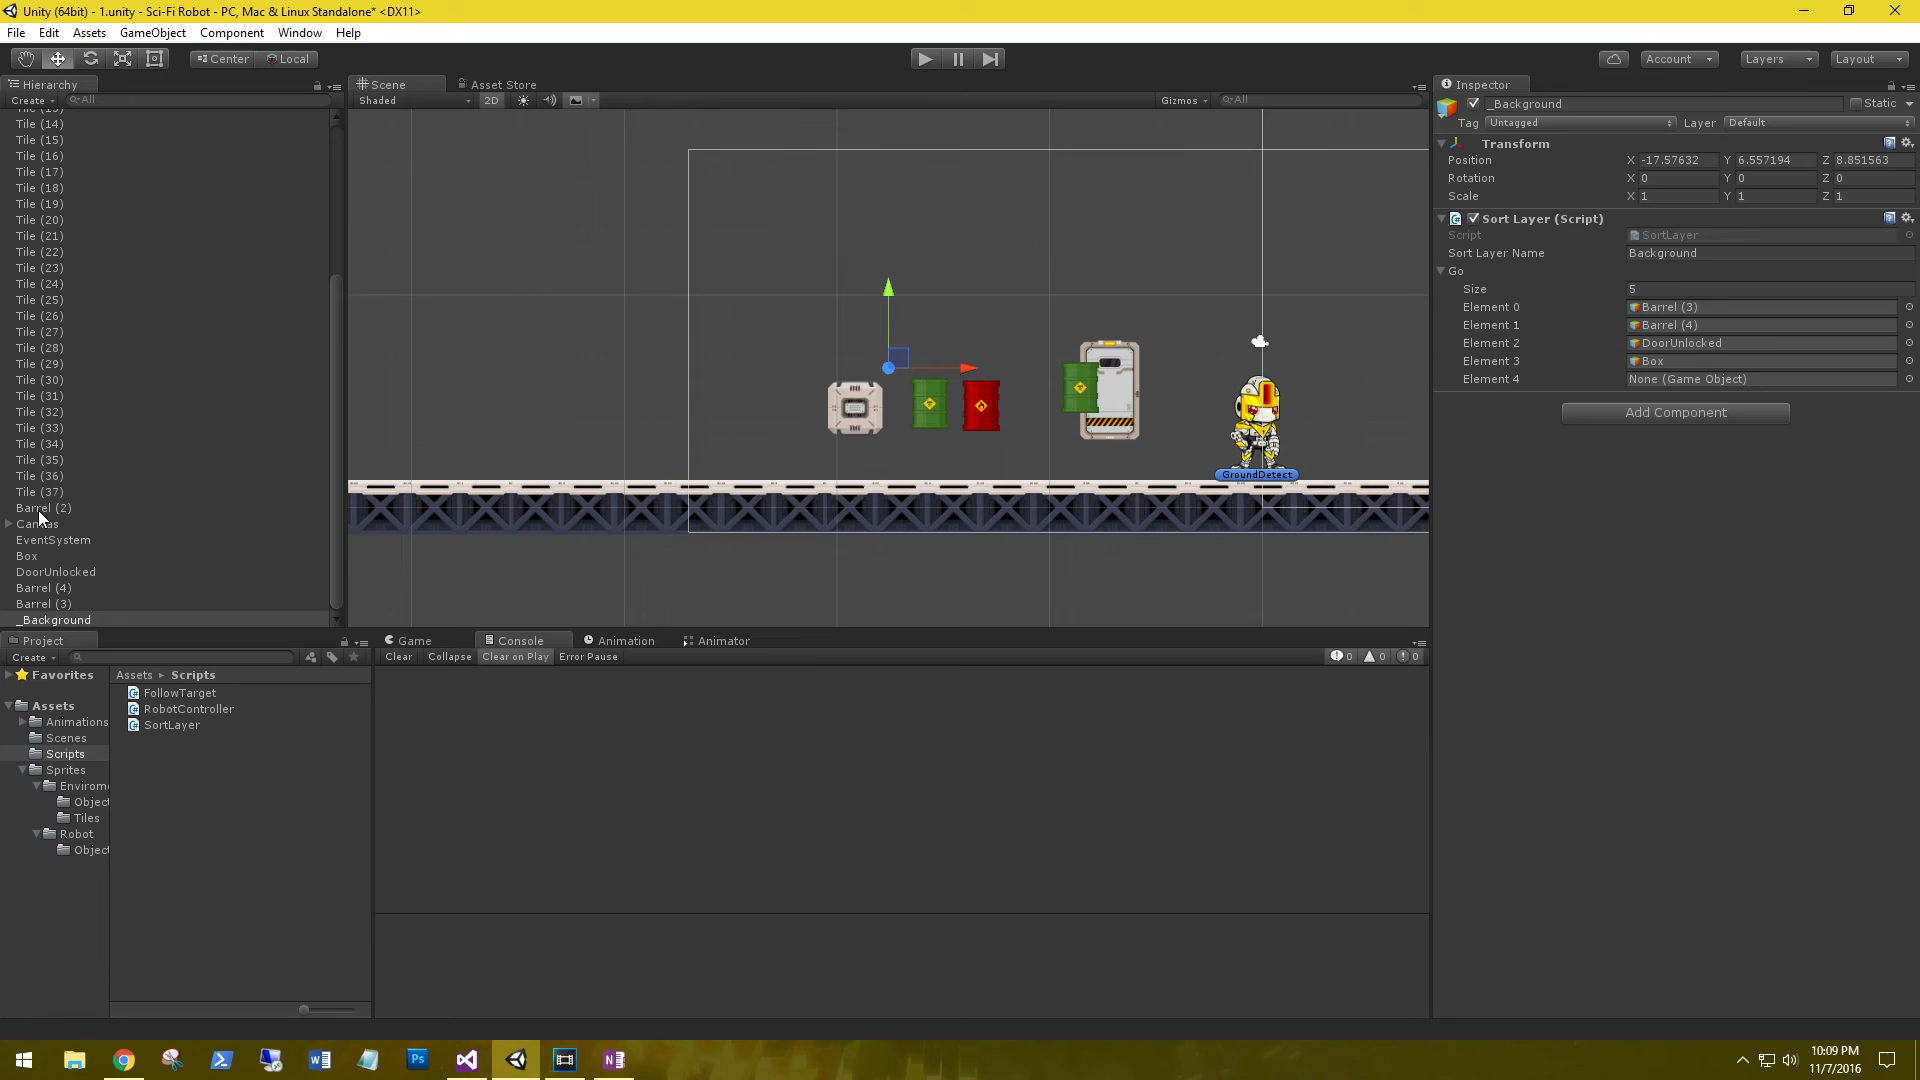 Unity (64bit) - 1.unity - Sci-Fi Robot - PC, Mac & Linux Standalone* <DX11>
File Edit Assets GameObject Component Window Help
Center Local
Account Layers Layout
Hierarchy
Create All
Tile (14)
Tile (15)
Tile (16)
Tile (17)
Tile (18)
Tile (19)
Tile (20)
Tile (21)
Tile (22)
Tile (23)
Tile (24)
Tile (25)
Tile (26)
Tile (27)
Tile (28)
Tile (29)
Tile (30)
Tile (31)
Tile (32)
Tile (33)
Tile (34)
Tile (35)
Tile (36)
Tile (37)
Barrel (2)
Canvas
EventSystem
Box
DoorUnlocked
Barrel (4)
Barrel (3)
_Background
Scene Asset Store
Shaded 2D Gizmos All
GroundDetect
Inspector
_Background Static
Tag Untagged Layer Default
Transform
Position X -17.57632 Y 6.557194 Z 8.851563
Rotation X 0 Y 0 Z 0
Scale X 1 Y 1 Z 1
Sort Layer (Script)
Script SortLayer
Sort Layer Name Background
Go
Size 5
Element 0 Barrel (3)
Element 1 Barrel (4)
Element 2 DoorUnlocked
Element 3 Box
Element 4 None (Game Object)
Add Component
Project
Create
Favorites
Assets
Animations
Scenes
Scripts
Sprites
Envirom
Object
Tiles
Robot
Object
Assets Scripts
FollowTarget
RobotController
SortLayer
Game Console Animation Animator
Clear Collapse Clear on Play Error Pause 0 0 0
10:09 PM
11/7/2016